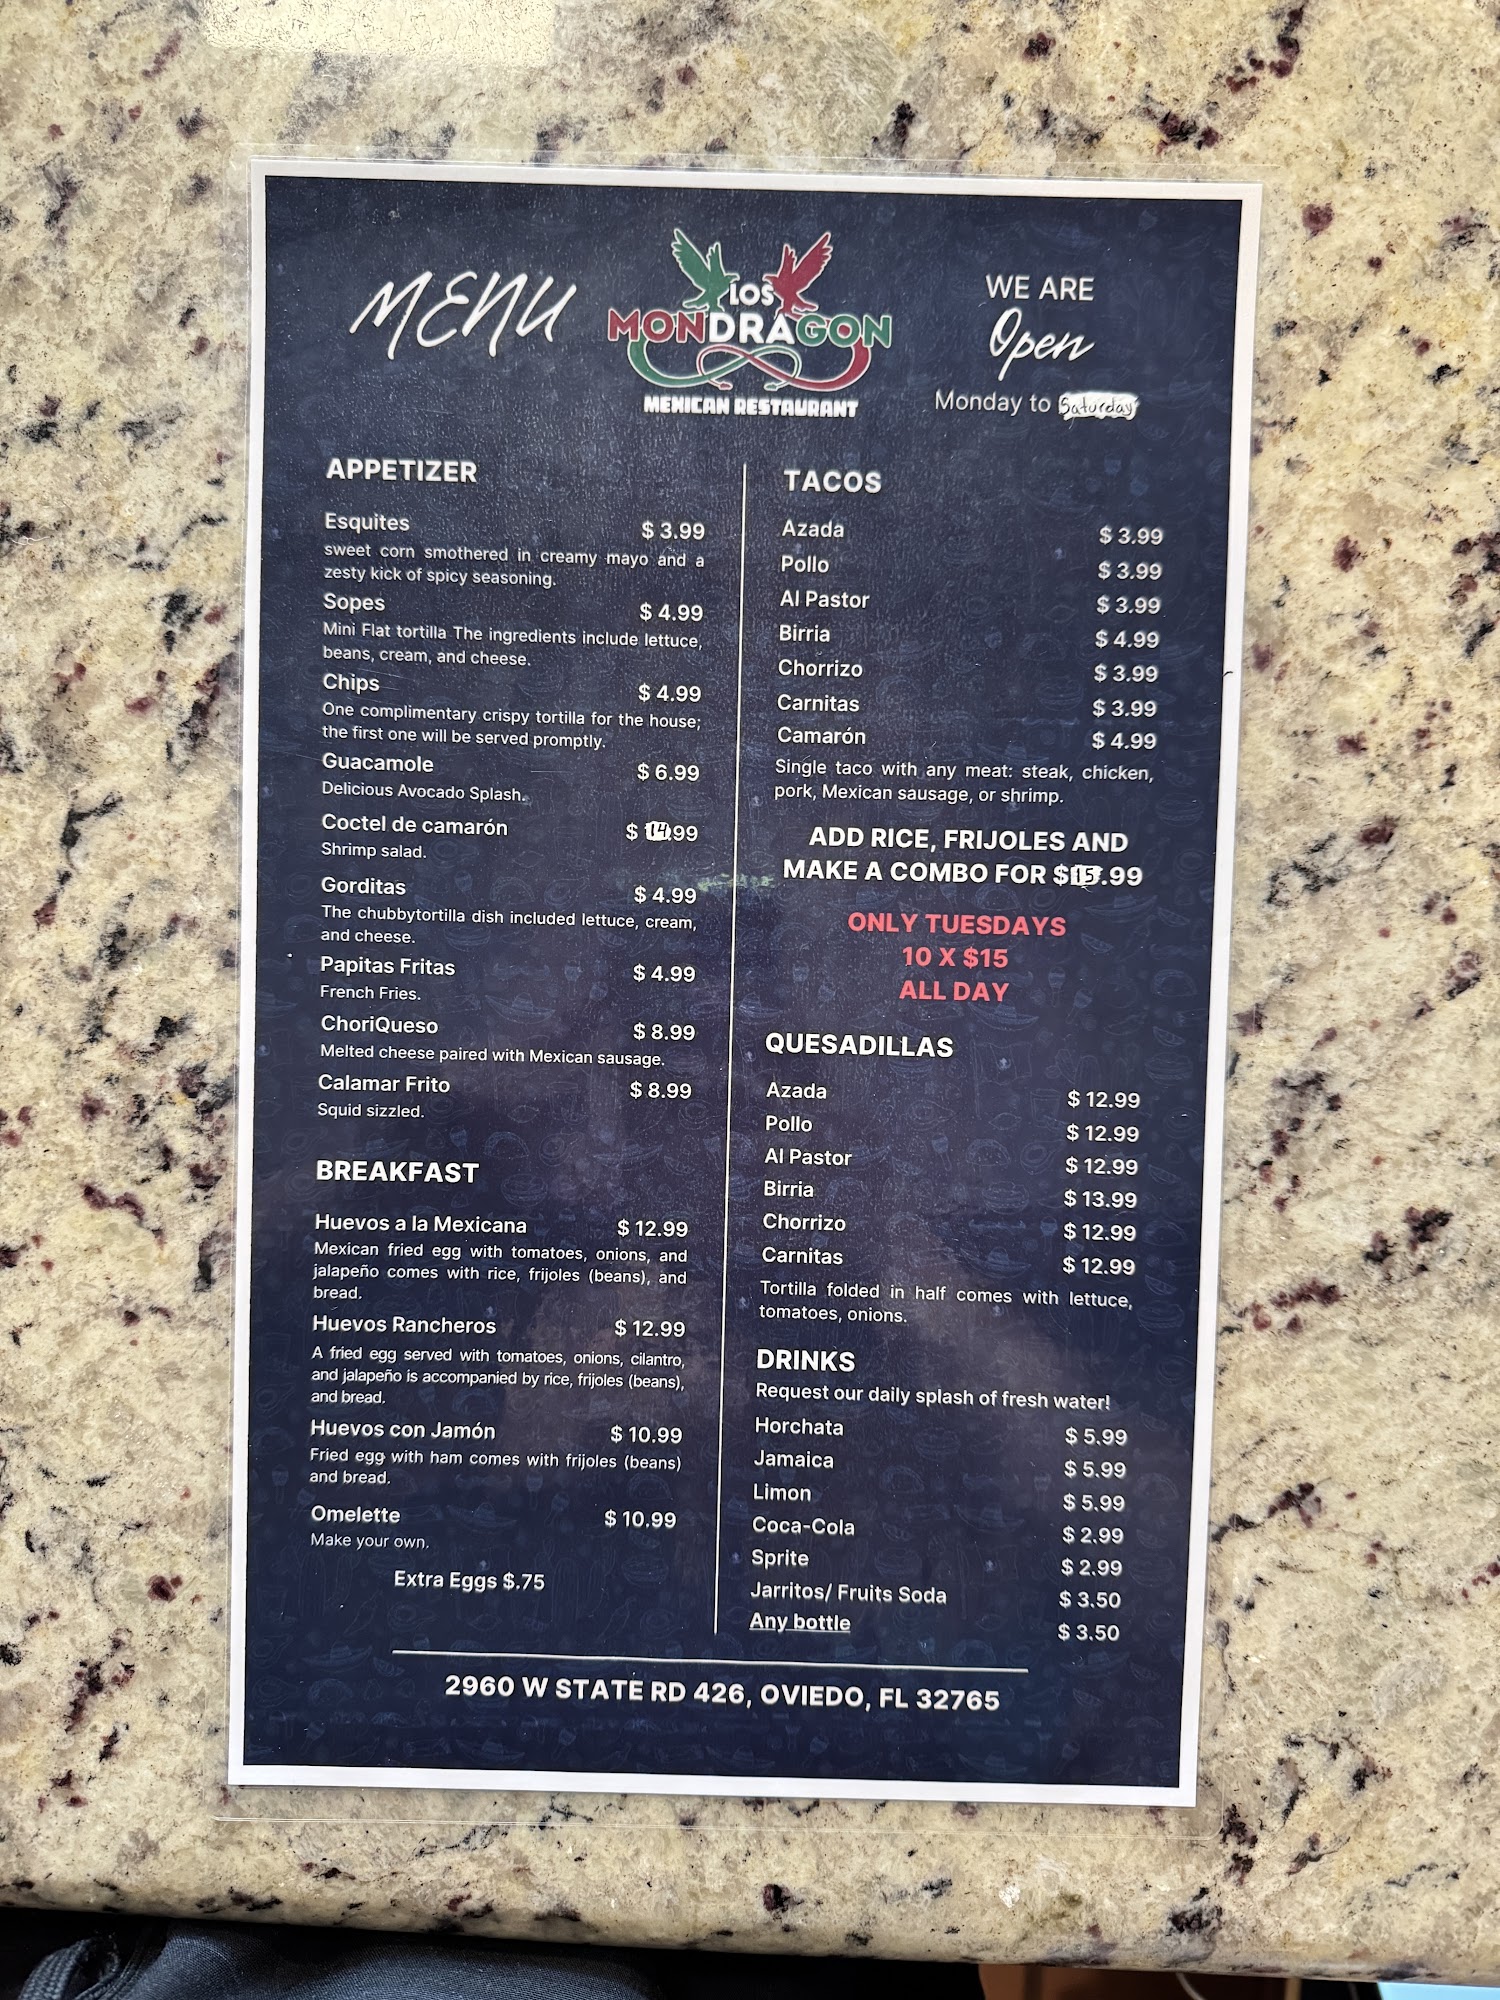 MENU
LOS
MONDRAGON
MEXICAN RESTAURANT
WE ARE
Open
Monday to Saturday
APPETIZER
Esquites $ 3.99
sweet corn smothered in creamy mayo and a
zesty kick of spicy seasoning.
Sopes $ 4.99
Mini Flat tortilla The ingredients include lettuce,
beans, cream, and cheese.
Chips $ 4.99
One complimentary crispy tortilla for the house;
the first one will be served promptly.
Guacamole $ 6.99
Delicious Avocado Splash.
Coctel de camarón $ 14.99
Shrimp salad.
Gorditas $ 4.99
The chubbytortilla dish included lettuce, cream,
and cheese.
Papitas Fritas $ 4.99
French Fries.
ChoriQueso $ 8.99
Melted cheese paired with Mexican sausage.
Calamar Frito $ 8.99
Squid sizzled.
BREAKFAST
Huevos a la Mexicana $ 12.99
Mexican fried egg with tomatoes, onions, and
jalapeño comes with rice, frijoles (beans), and
bread.
Huevos Rancheros $ 12.99
A fried egg served with tomatoes, onions, cilantro,
and jalapeño is accompanied by rice, frijoles (beans),
and bread.
Huevos con Jamón $ 10.99
Fried egg with ham comes with frijoles (beans)
and bread.
Omelette $ 10.99
Make your own.
Extra Eggs $.75
TACOS
Azada $ 3.99
Pollo $ 3.99
Al Pastor $ 3.99
Birria $ 4.99
Chorrizo $ 3.99
Carnitas $ 3.99
Camarón $ 4.99
Single taco with any meat: steak, chicken,
pork, Mexican sausage, or shrimp.
ADD RICE, FRIJOLES AND
MAKE A COMBO FOR $15.99
ONLY TUESDAYS
10 X $15
ALL DAY
QUESADILLAS
Azada $ 12.99
Pollo $ 12.99
Al Pastor $ 12.99
Birria $ 13.99
Chorrizo $ 12.99
Carnitas $ 12.99
Tortilla folded in half comes with lettuce,
tomatoes, onions.
DRINKS
Request our daily splash of fresh water!
Horchata $ 5.99
Jamaica $ 5.99
Limon $ 5.99
Coca-Cola $ 2.99
Sprite $ 2.99
Jarritos/ Fruits Soda $ 3.50
Any bottle $ 3.50
2960 W STATE RD 426, OVIEDO, FL 32765